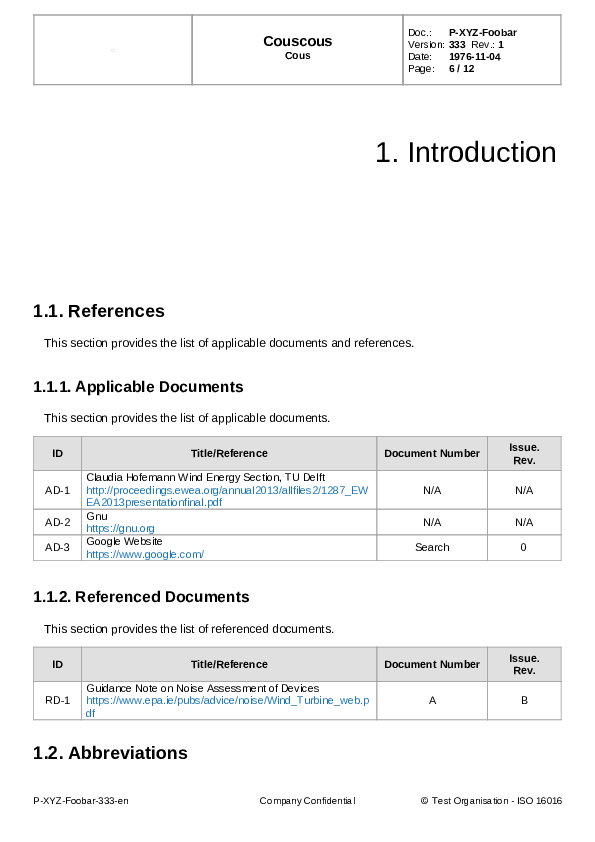 Couscous
Cous
Doc.: P-XYZ-Foobar
Version: 333 Rev.: 1
Date: 1976-11-04
Page: 6 / 12
1. Introduction
1.1. References
This section provides the list of applicable documents and references.
1.1.1. Applicable Documents
This section provides the list of applicable documents.
ID Title/Reference Document Number Issue.
Rev.
Claudia Hofemann Wind Energy Section, TU Delft
AD-1 http://proceedings.ewea.org/annual2013/allfiles2/1287_EW N/A N/A
EA2013presentationfinal.pdf
Gnu
AD-2 https://gnu.org N/A N/A
Google Website
AD-3 https://www.google.com/ Search 0
1.1.2. Referenced Documents
This section provides the list of referenced documents.
ID Title/Reference Document Number Issue.
Rev.
Guidance Note on Noise Assessment of Devices
RD-1 https://www.epa.ie/pubs/advice/noise/Wind_Turbine_web.p A B
df
1.2. Abbreviations
P-XYZ-Foobar-333-en Company Confidential © Test Organisation - ISO 16016